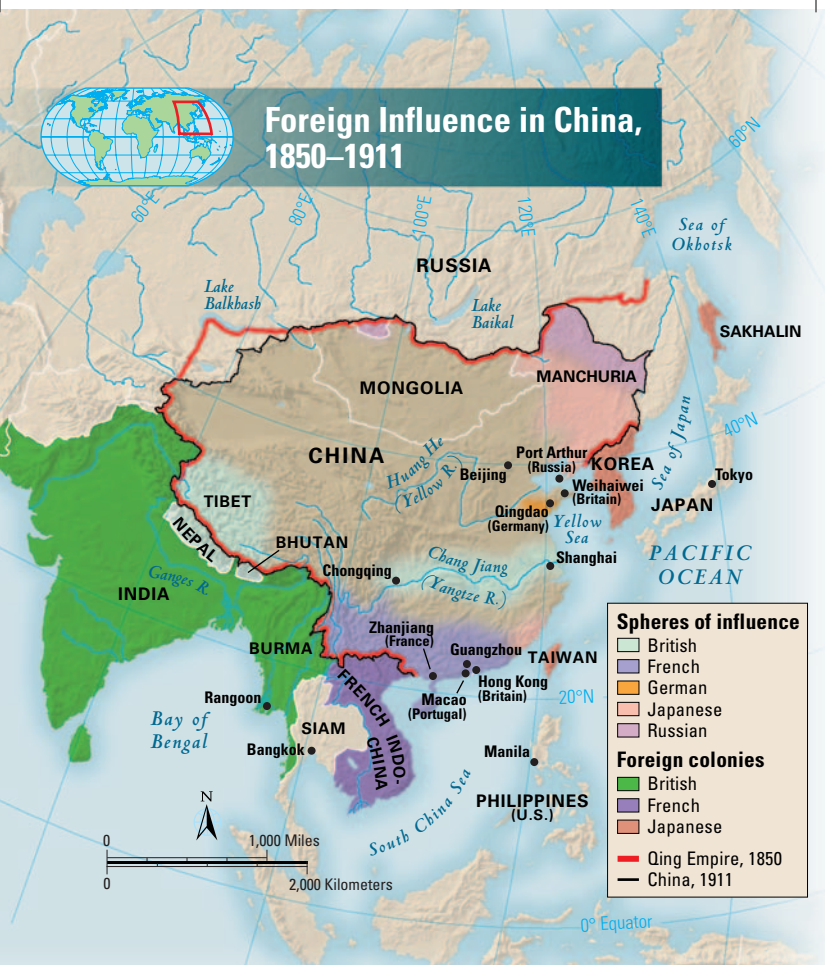 Foreign Influence in China,
1850–1911
60°E
80°E
100°E
120°E
140°E
60°N
Sea of
Okhotsk
RUSSIA
Lake
Balkhash
Lake
Baikal
SAKHALIN
MONGOLIA
MANCHURIA
40°N
CHINA
Huang He
(Yellow R.)
Beijing
Port Arthur
(Russia)
KOREA
Sea of Japan
Tokyo
JAPAN
Weihaiwei
(Britain)
Qingdao
(Germany)
Yellow
Sea
TIBET
NEPAL
BHUTAN
Chongqing
Chang Jiang
(Yangtze R.)
Shanghai
PACIFIC
OCEAN
Ganges R.
INDIA
BURMA
Zhanjiang
(France)
Guangzhou
TAIWAN
Hong Kong
(Britain)
Macao
(Portugal)
20°N
Rangoon
Bay of
Bengal
SIAM
Bangkok
FRENCH INDO-
CHINA
Manila
PHILIPPINES
(U.S.)
South China Sea
N
0
1,000 Miles
0
2,000 Kilometers
0° Equator
Spheres of influence
British
French
German
Japanese
Russian
Foreign colonies
British
French
Japanese
Qing Empire, 1850
China, 1911